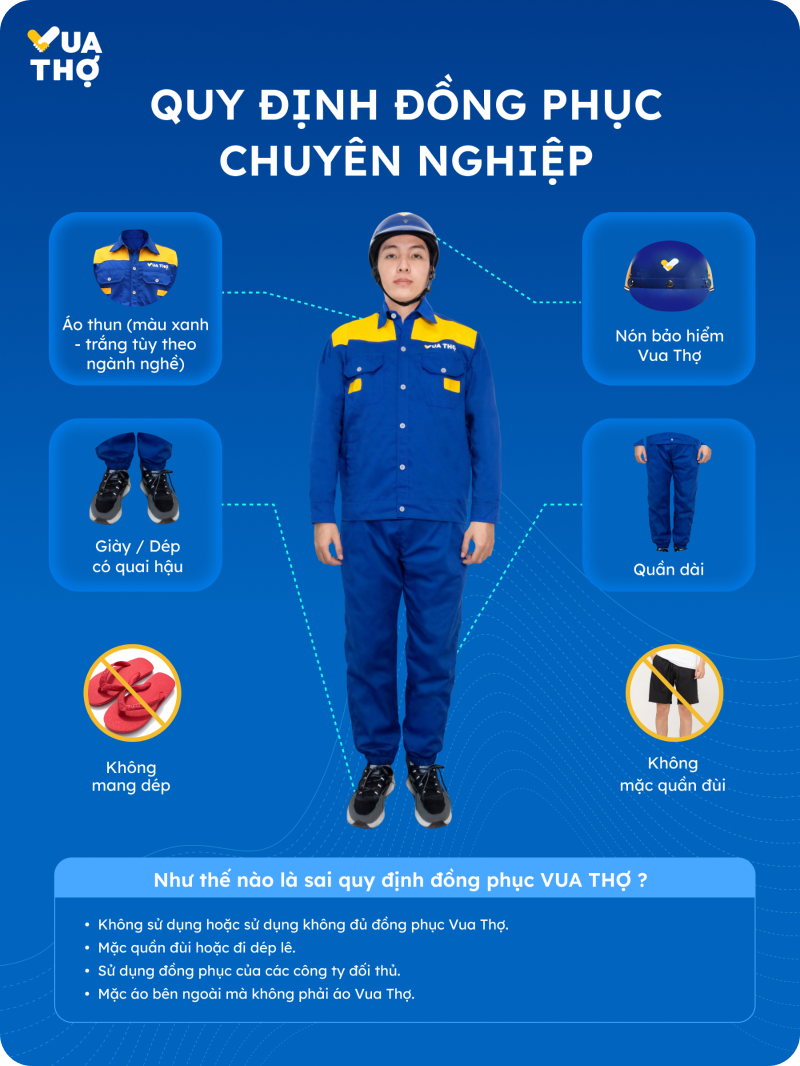 VUA
THỢ
QUY ĐỊNH ĐỒNG PHỤC
CHUYÊN NGHIỆP
VUA THỢ
Áo thun (màu xanh
- trắng tùy theo
ngành nghề)
Nón bảo hiểm
Vua Thợ
VUA THỢ
Giày / Dép
có quai hậu
Quần dài
Không
mang dép
Không
mặc quần đùi
Như thế nào là sai quy định đồng phục VUA THỢ ?
• Không sử dụng hoặc sử dụng không đủ đồng phục Vua Thợ.
• Mặc quần đùi hoặc đi dép lê.
• Sử dụng đồng phục của các công ty đối thủ.
• Mặc áo bên ngoài mà không phải áo Vua Thợ.